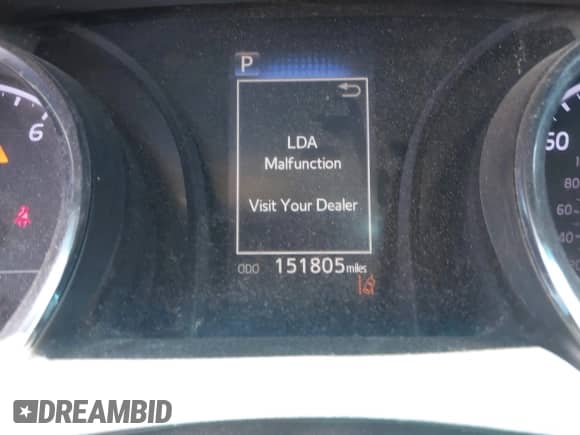 P
6
LDA
Malfunction
Visit Your Dealer
ODO 151805 miles
60
80
60
40
DREAMBID